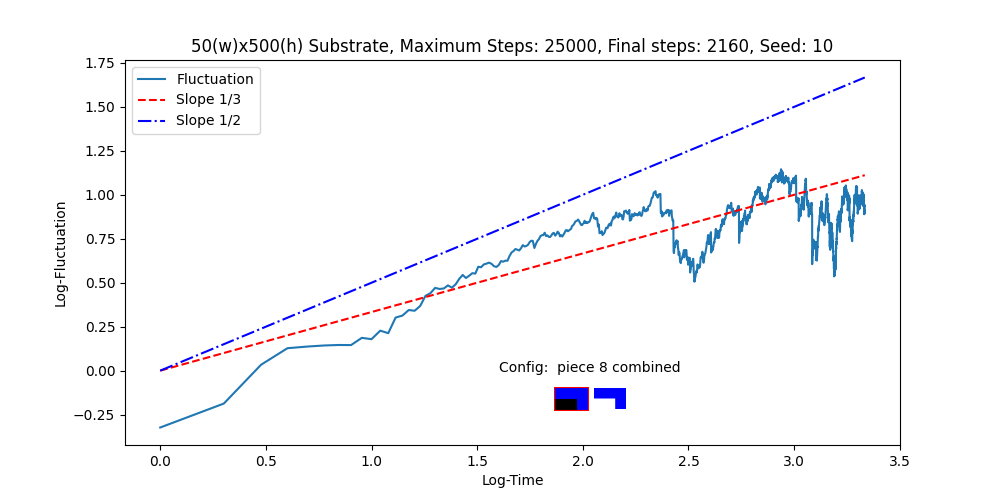 50(w)x500(h) Substrate, Maximum Steps: 25000, Final steps: 2160, Seed: 10
1.75
1.50
1.25
1.00
0.75
0.50
0.25
0.00
−0.25
Log-Fluctuation
Fluctuation
Slope 1/3
Slope 1/2
Config:  piece 8 combined
0.0 0.5 1.0 1.5 2.0 2.5 3.0 3.5
Log-Time